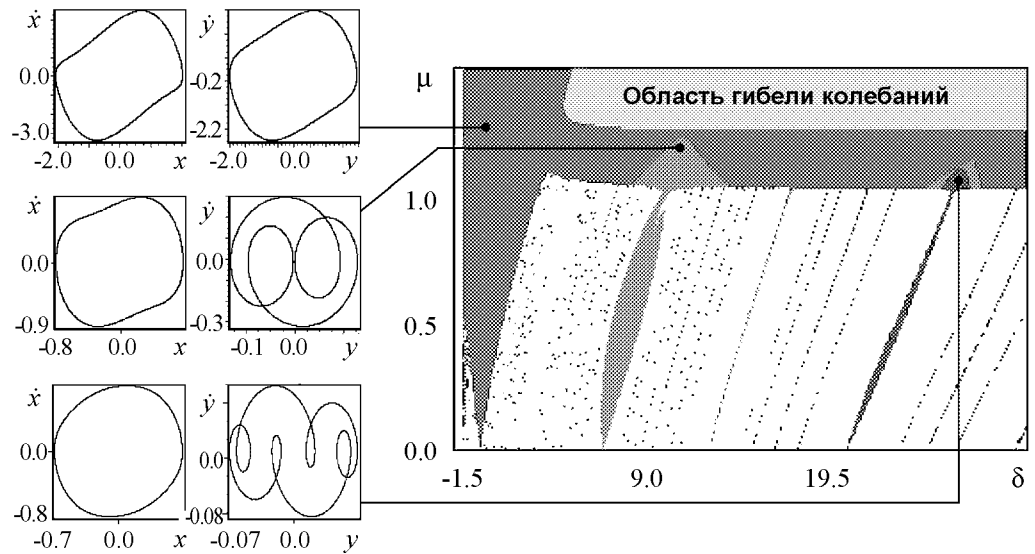 ẋ
0.0
-3.0
-2.0 0.0 x
ẏ
-0.2
-2.2
-2.0 0.0 y
ẋ
0.0
-0.9
-0.8 0.0 x
ẏ
0.0
-0.3
-0.1 0.0 y
ẋ
0.0
-0.8
-0.7 0.0 x
ẏ
0.0
-0.08
-0.07 0.0 y
μ
Область гибели колебаний
1.0
0.5
0.0
-1.5 9.0 19.5 δ